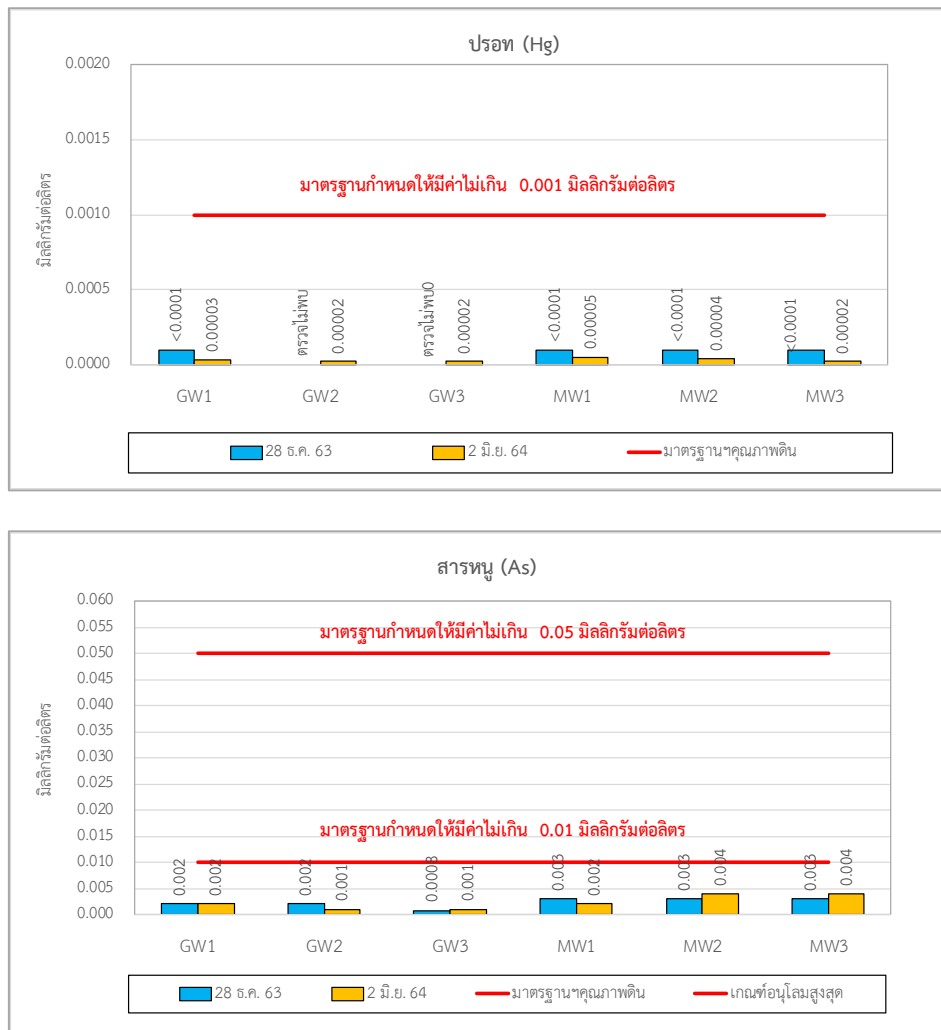 ปรอท (Hg)
0.0020
0.0015
0.0010
0.0005
0.0000
มิลลิกรัมต่อลิตร
มาตรฐานกำหนดให้มีค่าไม่เกิน 0.001 มิลลิกรัมต่อลิตร
<0.0001 0.00003 ตรวจไม่พบ 0.00002 ตรวจไม่พบ0 0.00002 <0.0001 0.00005 <0.0001 0.00004 <0.0001 0.00002
GW1 GW2 GW3 MW1 MW2 MW3
28 ธ.ค. 63 2 มิ.ย. 64 มาตรฐานฯคุณภาพดิน
สารหนู (As)
0.060
0.055
0.050
0.045
0.040
0.035
0.030
0.025
0.020
0.015
0.010
0.005
0.000
มิลลิกรัมต่อลิตร
มาตรฐานกำหนดให้มีค่าไม่เกิน 0.05 มิลลิกรัมต่อลิตร
มาตรฐานกำหนดให้มีค่าไม่เกิน 0.01 มิลลิกรัมต่อลิตร
0.002 0.002 0.002 0.001 0.0008 0.001 0.003 0.002 0.003 0.004 0.003 0.004
GW1 GW2 GW3 MW1 MW2 MW3
28 ธ.ค. 63 2 มิ.ย. 64 มาตรฐานฯคุณภาพดิน เกณฑ์อนุโลมสูงสุด